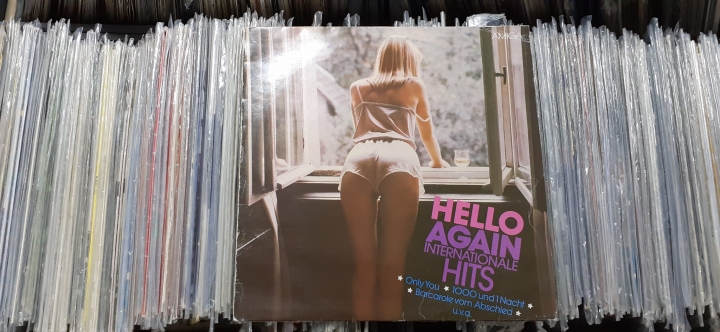 AMIGA
HELLO
AGAIN
INTERNATIONALE
HITS
★ Only You ★ 1000 und 1 Nacht ★
★ Barcarole vom Abschied ★
u.v.a.